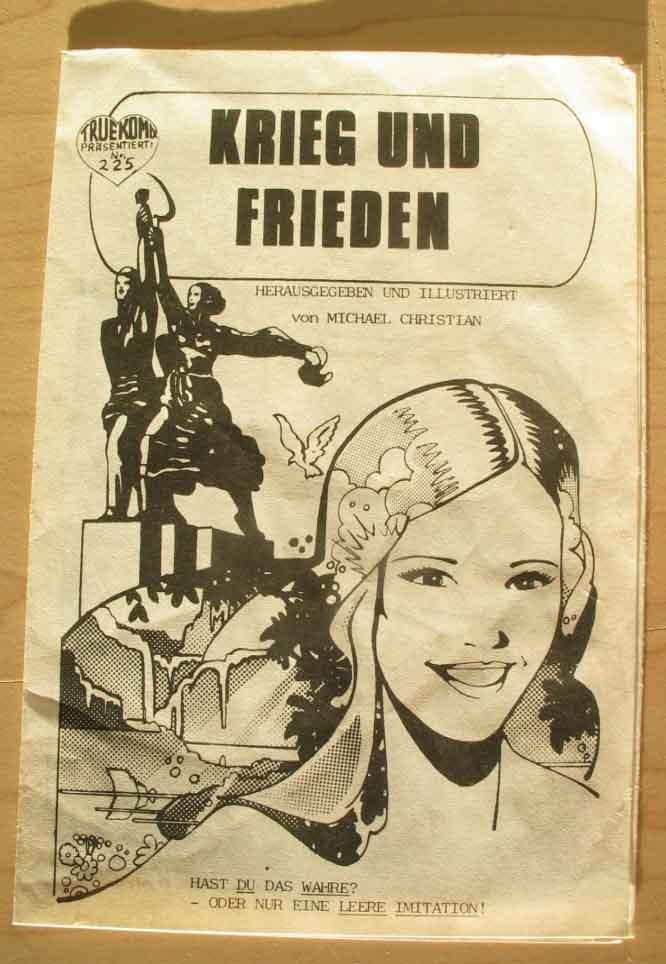 TRUEKOMIX
PRÄSENTIERT:
Nr.
225
KRIEG UND
FRIEDEN
HERAUSGEGEBEN UND ILLUSTRIERT
von MICHAEL CHRISTIAN
HAST DU DAS WAHRE?
- ODER NUR EINE LEERE IMITATION!